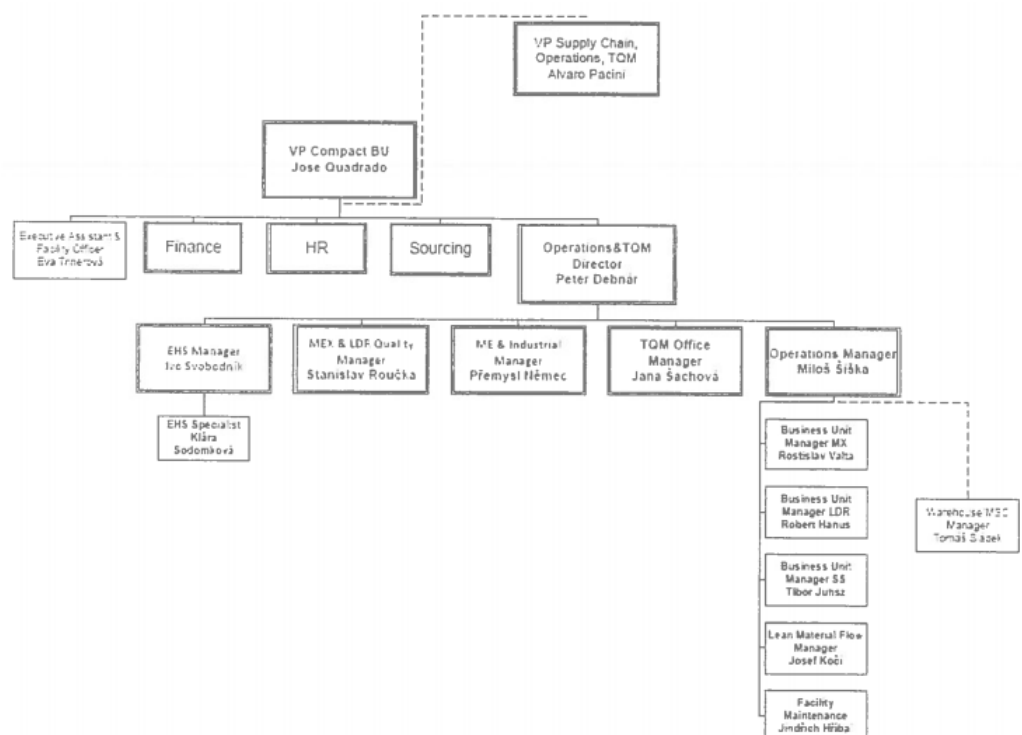 VP Supply Chain,
Operations, TQM
Alvaro Pacini
VP Compact BU
Jose Quadrado
Executive Assistant &
Facility Officer
Eva
Finance
HR
Sourcing
Operations&TQM
Director
Peter Debnár
EHS Manager
Ivo Svobodník
MEX & LDR Quality
Manager
Stanislav Roučka
ME & Industrial
Manager
Přemysl Němec
TQM Office
Manager
Jana Šachová
Operations Manager
Miloš Šiška
EHS Specialist
Klára
Sodomková
Business Unit
Manager MX
Rostislav Valta
Business Unit
Manager LDR
Robert Hanus
Business Unit
Manager SS
Tibor Juhsz
Lean Material Flow
Manager
Josef Kočí
Facility
Maintenance
Jindřich
Warehouse
Manager
Tomáš